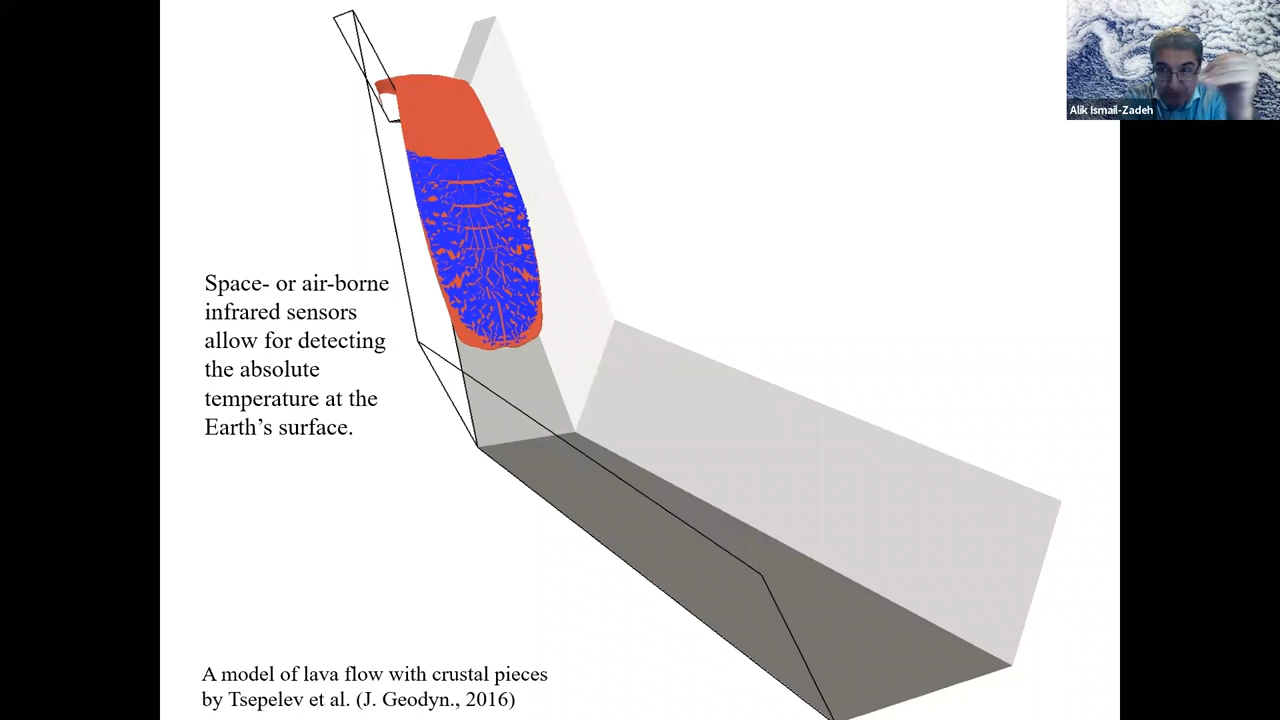 Alik Ismail-Zadeh
Space- or air-borne
infrared sensors
allow for detecting
the absolute
temperature at the
Earth’s surface.
A model of lava flow with crustal pieces
by Tsepelev et al. (J. Geodyn., 2016)